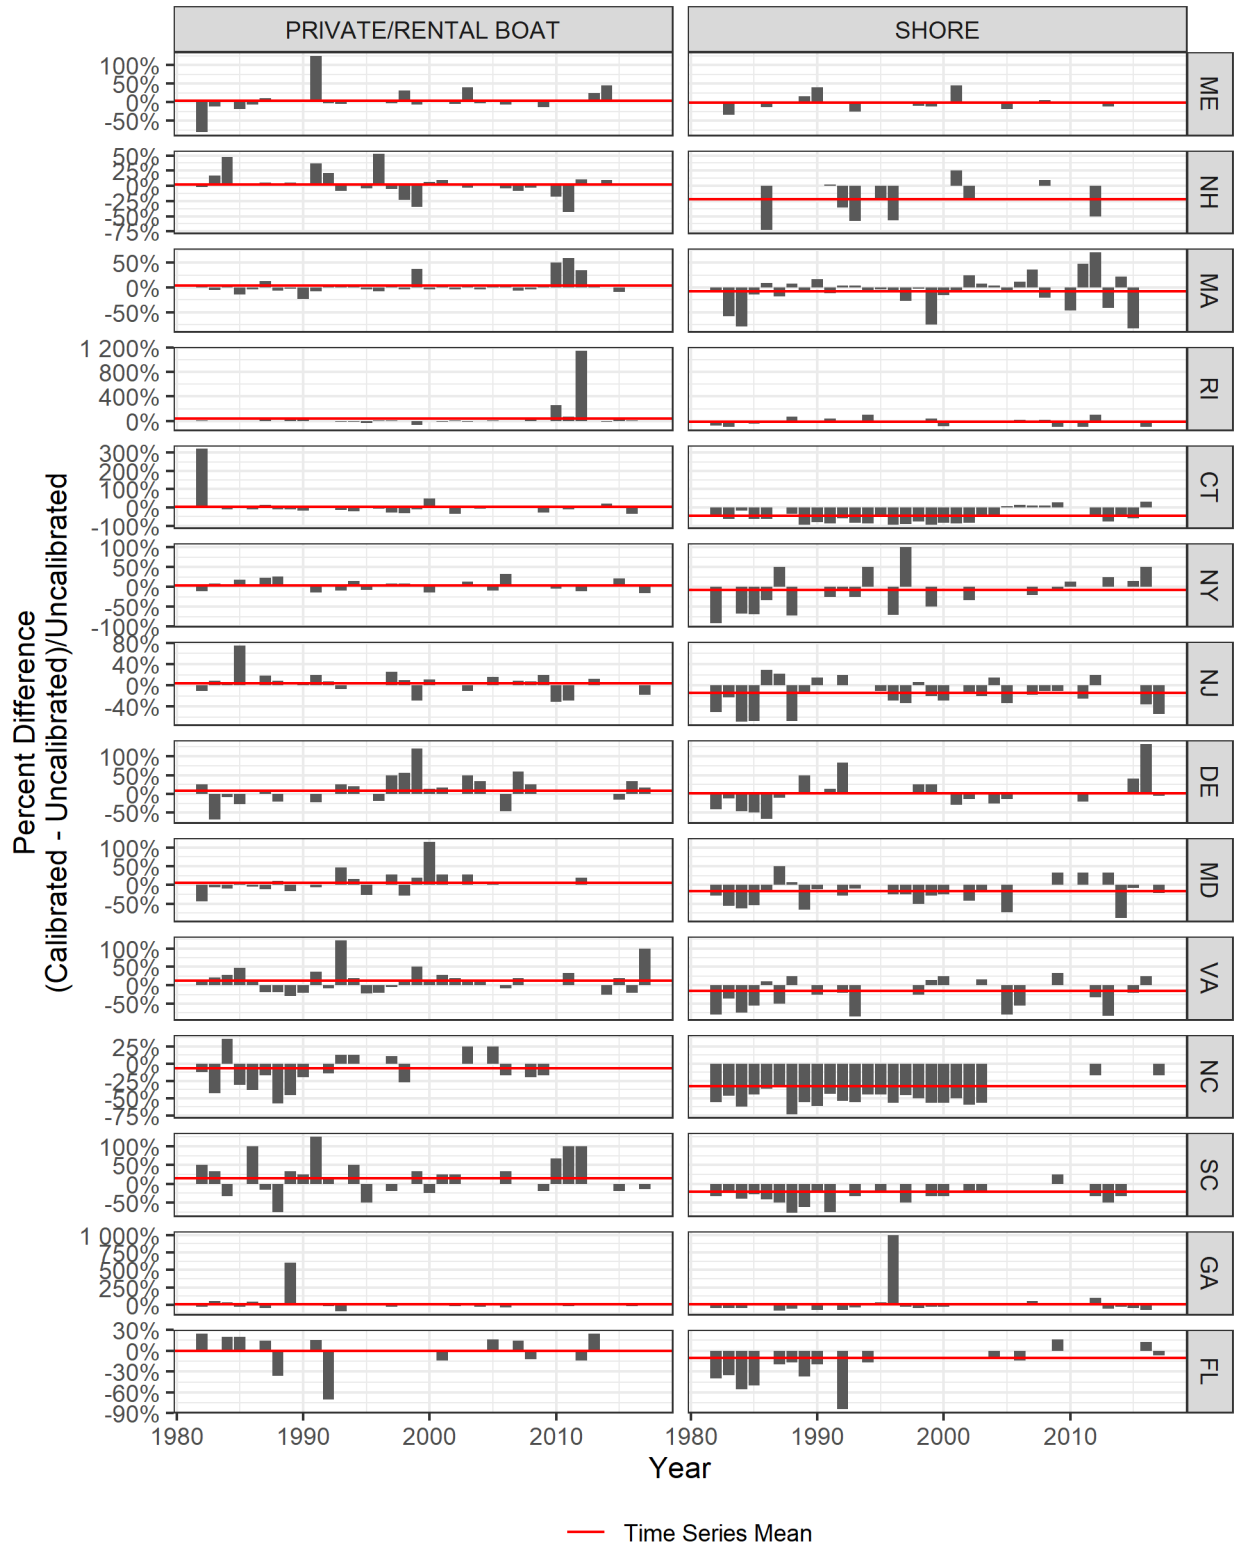 PRIVATE/RENTAL BOAT
SHORE
100%
50%
0%
-50%
ME
50%
25%
0%
-25%
-50%
-75%
NH
50%
0%
-50%
MA
1 200%
800%
400%
0%
RI
300%
200%
100%
0%
-100%
CT
100%
50%
0%
-50%
-100%
NY
80%
40%
0%
-40%
NJ
100%
50%
0%
-50%
DE
100%
50%
0%
-50%
MD
100%
50%
0%
-50%
VA
25%
0%
-25%
-50%
-75%
NC
100%
50%
0%
-50%
SC
1 000%
750%
500%
250%
0%
GA
30%
0%
-30%
-60%
-90%
FL
Percent Difference
(Calibrated - Uncalibrated)/Uncalibrated
1980 1990 2000 2010
1980 1990 2000 2010
Year
Time Series Mean